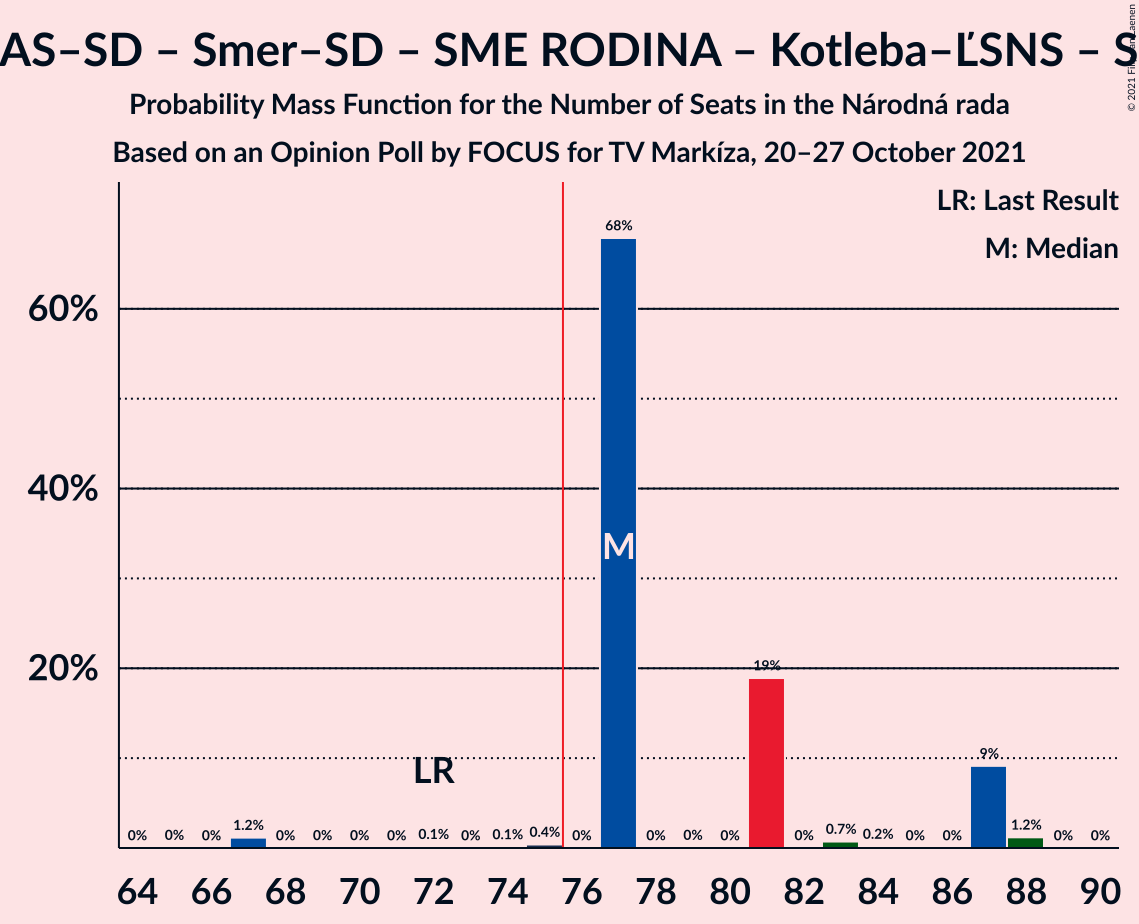 AS–SD – Smer–SD – SME RODINA – Kotleba–ĽSNS – S
Probability Mass Function for the Number of Seats in the Národná rada
Based on an Opinion Poll by FOCUS for TV Markíza, 20–27 October 2021
© 2021
LR: Last Result
M: Median
60%
40%
20%
0% 0% 0% 1.2% 0% 0% 0% 0% 0.1% 0% 0.1% 0.4% 0% 68% 0% 0% 0% 19% 0% 0.7% 0.2% 0% 0% 9% 1.2% 0% 0%
M
LR
64 66 68 70 72 74 76 78 80 82 84 86 88 90